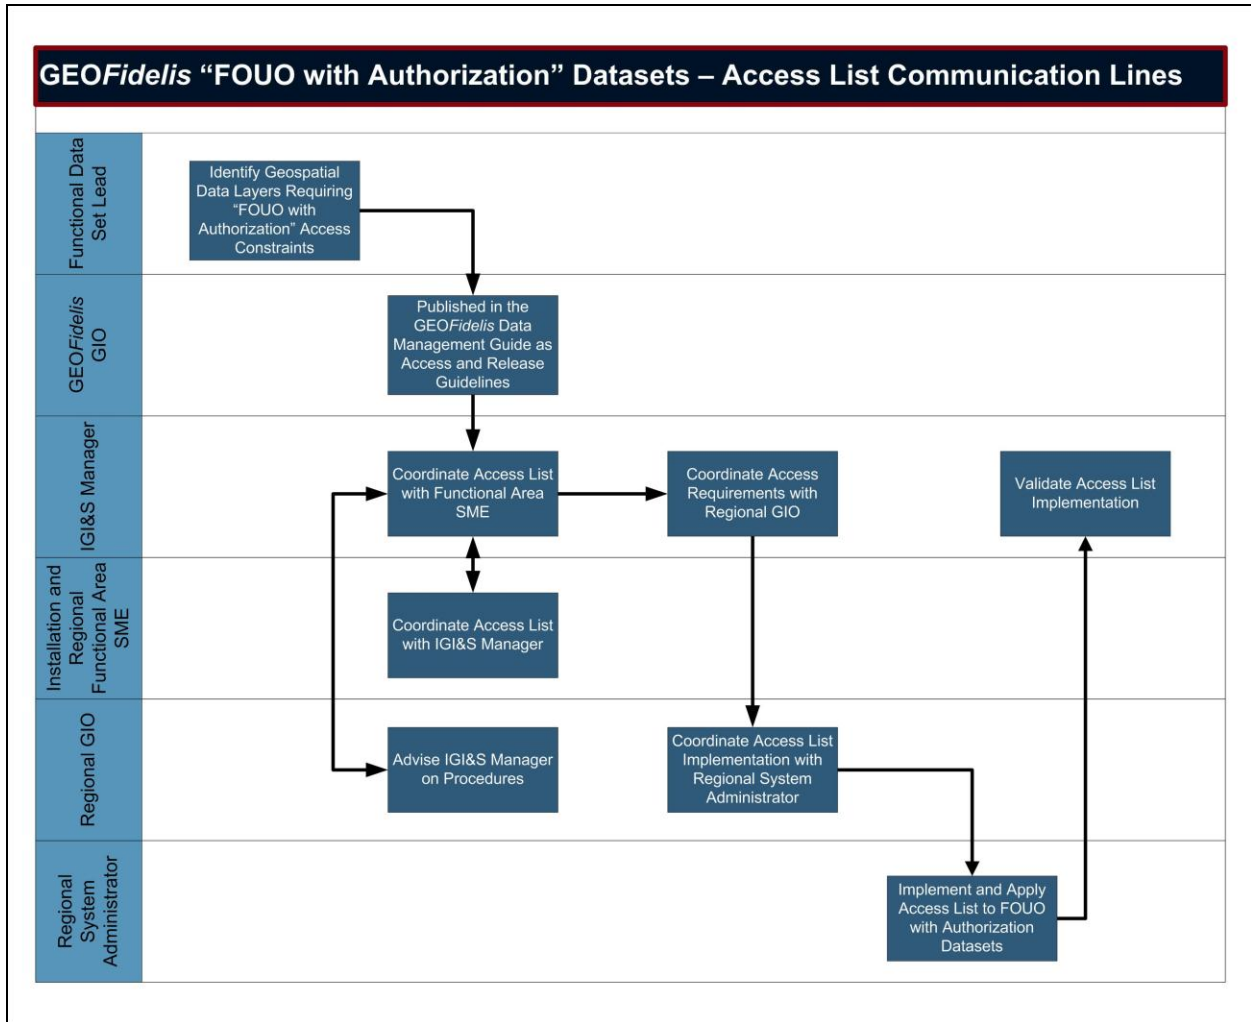 GEOFidelis “FOUO with Authorization” Datasets – Access List Communication Lines
Functional Data
Set Lead
Identify Geospatial
Data Layers Requiring
“FOUO with
Authorization” Access
Constraints
GEOFidelis
GIO
Published in the
GEOFidelis Data
Management Guide as
Access and Release
Guidelines
IGI&S Manager
Coordinate Access List
with Functional Area
SME
Coordinate Access
Requirements with
Regional GIO
Validate Access List
Implementation
Installation and
Regional
Functional Area
SME
Coordinate Access List
with IGI&S Manager
Regional GIO
Advise IGI&S Manager
on Procedures
Coordinate Access List
Implementation with
Regional System
Administrator
Regional
System
Administrator
Implement and Apply
Access List to FOUO
with Authorization
Datasets